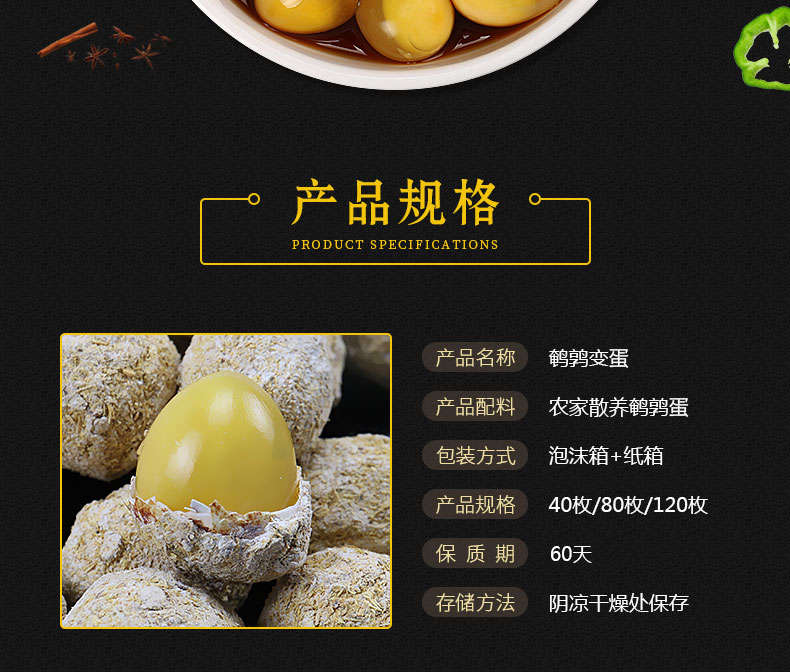 产品规格
PRODUCT SPECIFICATIONS
产品名称 鹌鹑变蛋
产品配料 农家散养鹌鹑蛋
包装方式 泡沫箱+纸箱
产品规格 40枚/80枚/120枚
保质期 60天
存储方法 阴凉干燥处保存